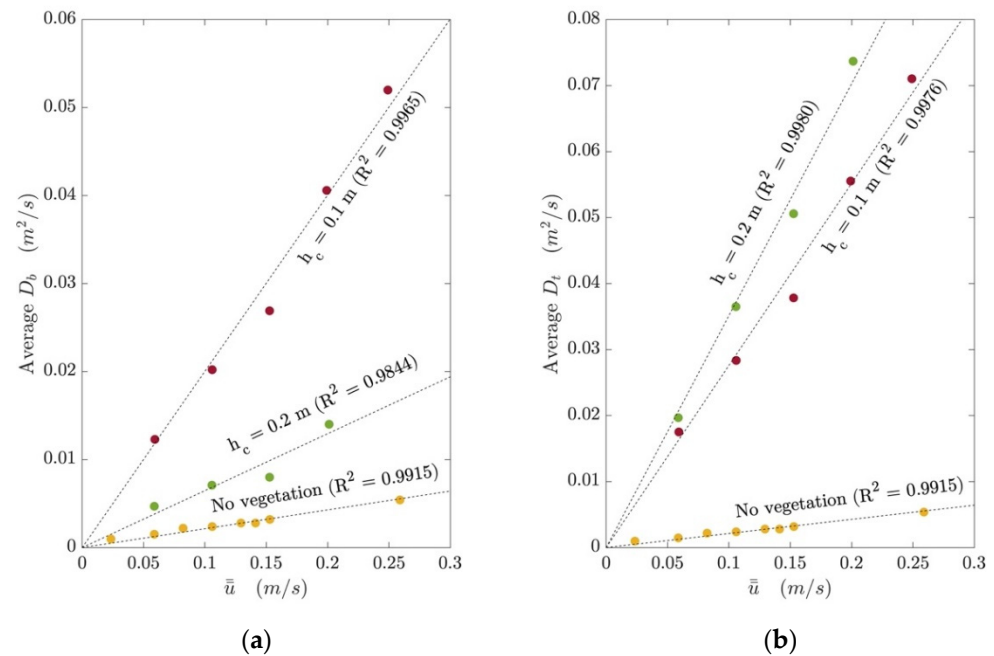 0.06
0.05
0.04
0.03
0.02
0.01
0
0
0.05
0.1
0.15
0.2
0.25
0.3
Average D_b (m²/s)
h_c = 0.1 m (R² = 0.9965)
h_c = 0.2 m (R² = 0.9844)
No vegetation (R² = 0.9915)
u̿ (m/s)
(a)
0.08
0.07
0.06
0.05
0.04
0.03
0.02
0.01
0
0
0.05
0.1
0.15
0.2
0.25
0.3
Average D_t (m²/s)
h_c = 0.2 m (R² = 0.9980)
h_c = 0.1 m (R² = 0.9976)
No vegetation (R² = 0.9915)
u̿ (m/s)
(b)